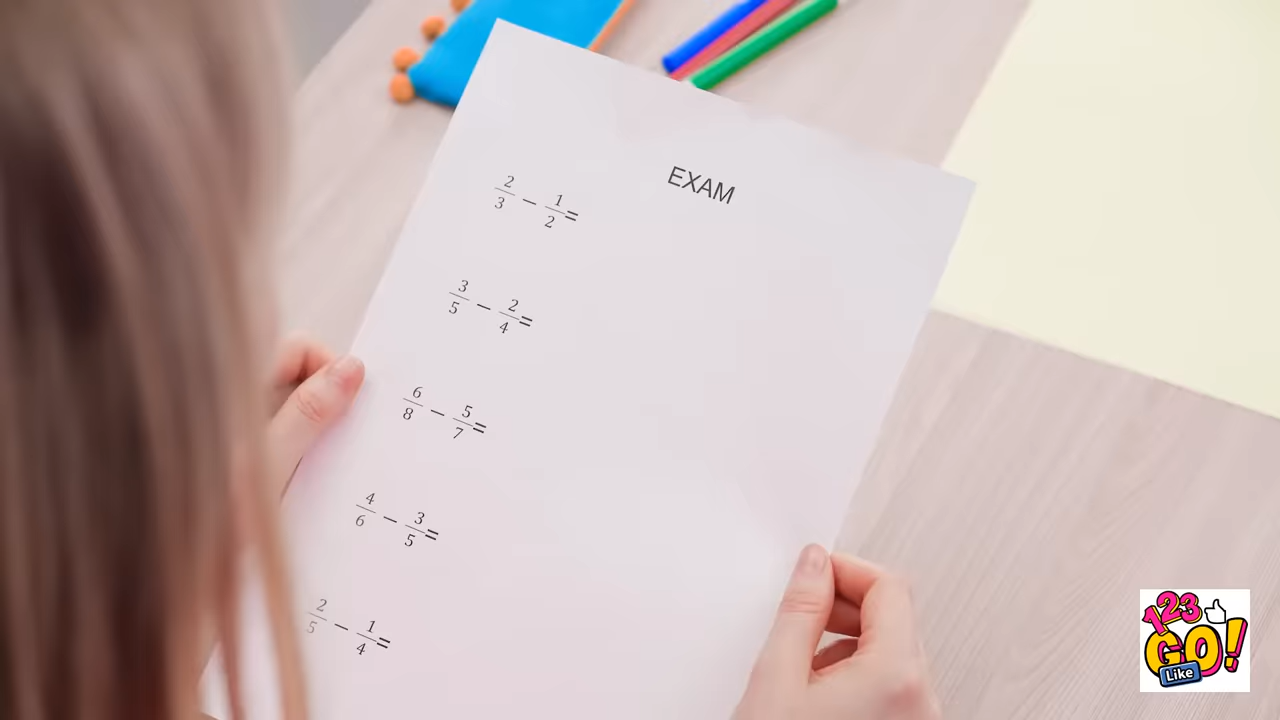 EXAM
2/3 − 1/2=
3/5 − 2/4=
6/8 − 5/7=
4/6 − 3/5=
2/5 − 1/4=
123
GO!
Like